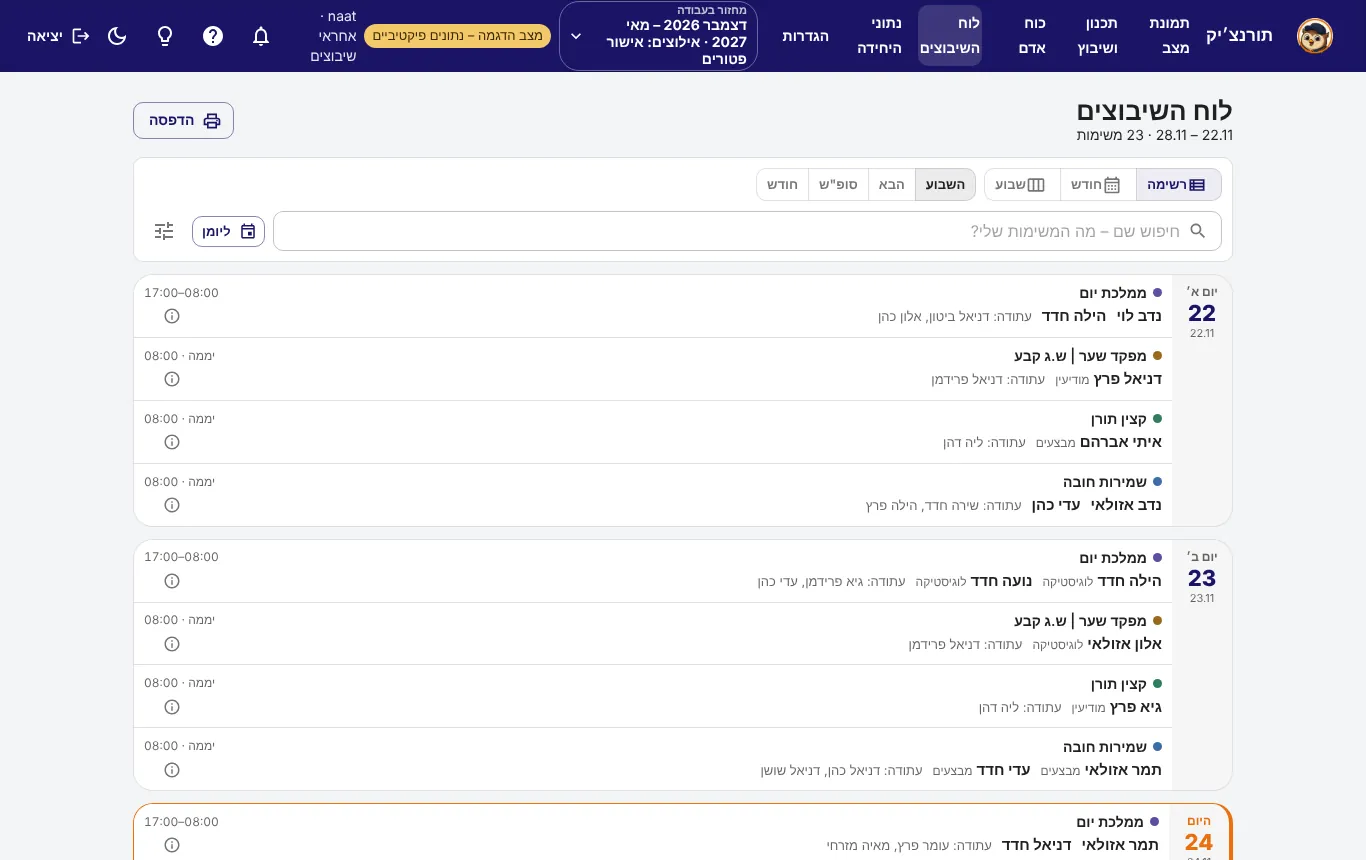 תורנצ׳יק
תמונת
מצב
תכנון
ושיבוץ
כוח
אדם
לוח
השיבוצים
נתוני
היחידה
הגדרות
מחזור בעבודה
דצמבר 2026 – מאי
2027 · אילוצים: אישור
פטורים
מצב הדגמה – נתונים פיקטיביים
naat ·
אחראי
שיבוצים
יציאה
לוח השיבוצים
22.11 – 28.11 · 23 משימות
הדפסה
רשימה
חודש
שבוע
השבוע
הבא
סופ"ש
חודש
חיפוש שם – מה המשימות שלי?
ליומן
יום א׳
22
22.11
ממלכת יום
08:00–17:00
נדב לוי הילה חדד עתודה: דניאל ביטון, אלון כהן
מפקד שער | ש.ג קבע
יממה · 08:00
דניאל פרץ מודיעין עתודה: דניאל פרידמן
קצין תורן
יממה · 08:00
איתי אברהם מבצעים עתודה: ליה דהן
שמירות חובה
יממה · 08:00
נדב אזולאי עדי כהן עתודה: שירה חדד, הילה פרץ
יום ב׳
23
23.11
ממלכת יום
08:00–17:00
הילה חדד לוגיסטיקה נועה חדד לוגיסטיקה עתודה: גיא פרידמן, עדי כהן
מפקד שער | ש.ג קבע
יממה · 08:00
אלון אזולאי לוגיסטיקה עתודה: דניאל פרידמן
קצין תורן
יממה · 08:00
גיא פרץ מודיעין עתודה: ליה דהן
שמירות חובה
יממה · 08:00
תמר אזולאי מבצעים עדי חדד מבצעים עתודה: דניאל כהן, דניאל שושן
היום
24
ממלכת יום
08:00–17:00
תמר אזולאי דניאל חדד עתודה: עומר פרץ, מאיה מזרחי